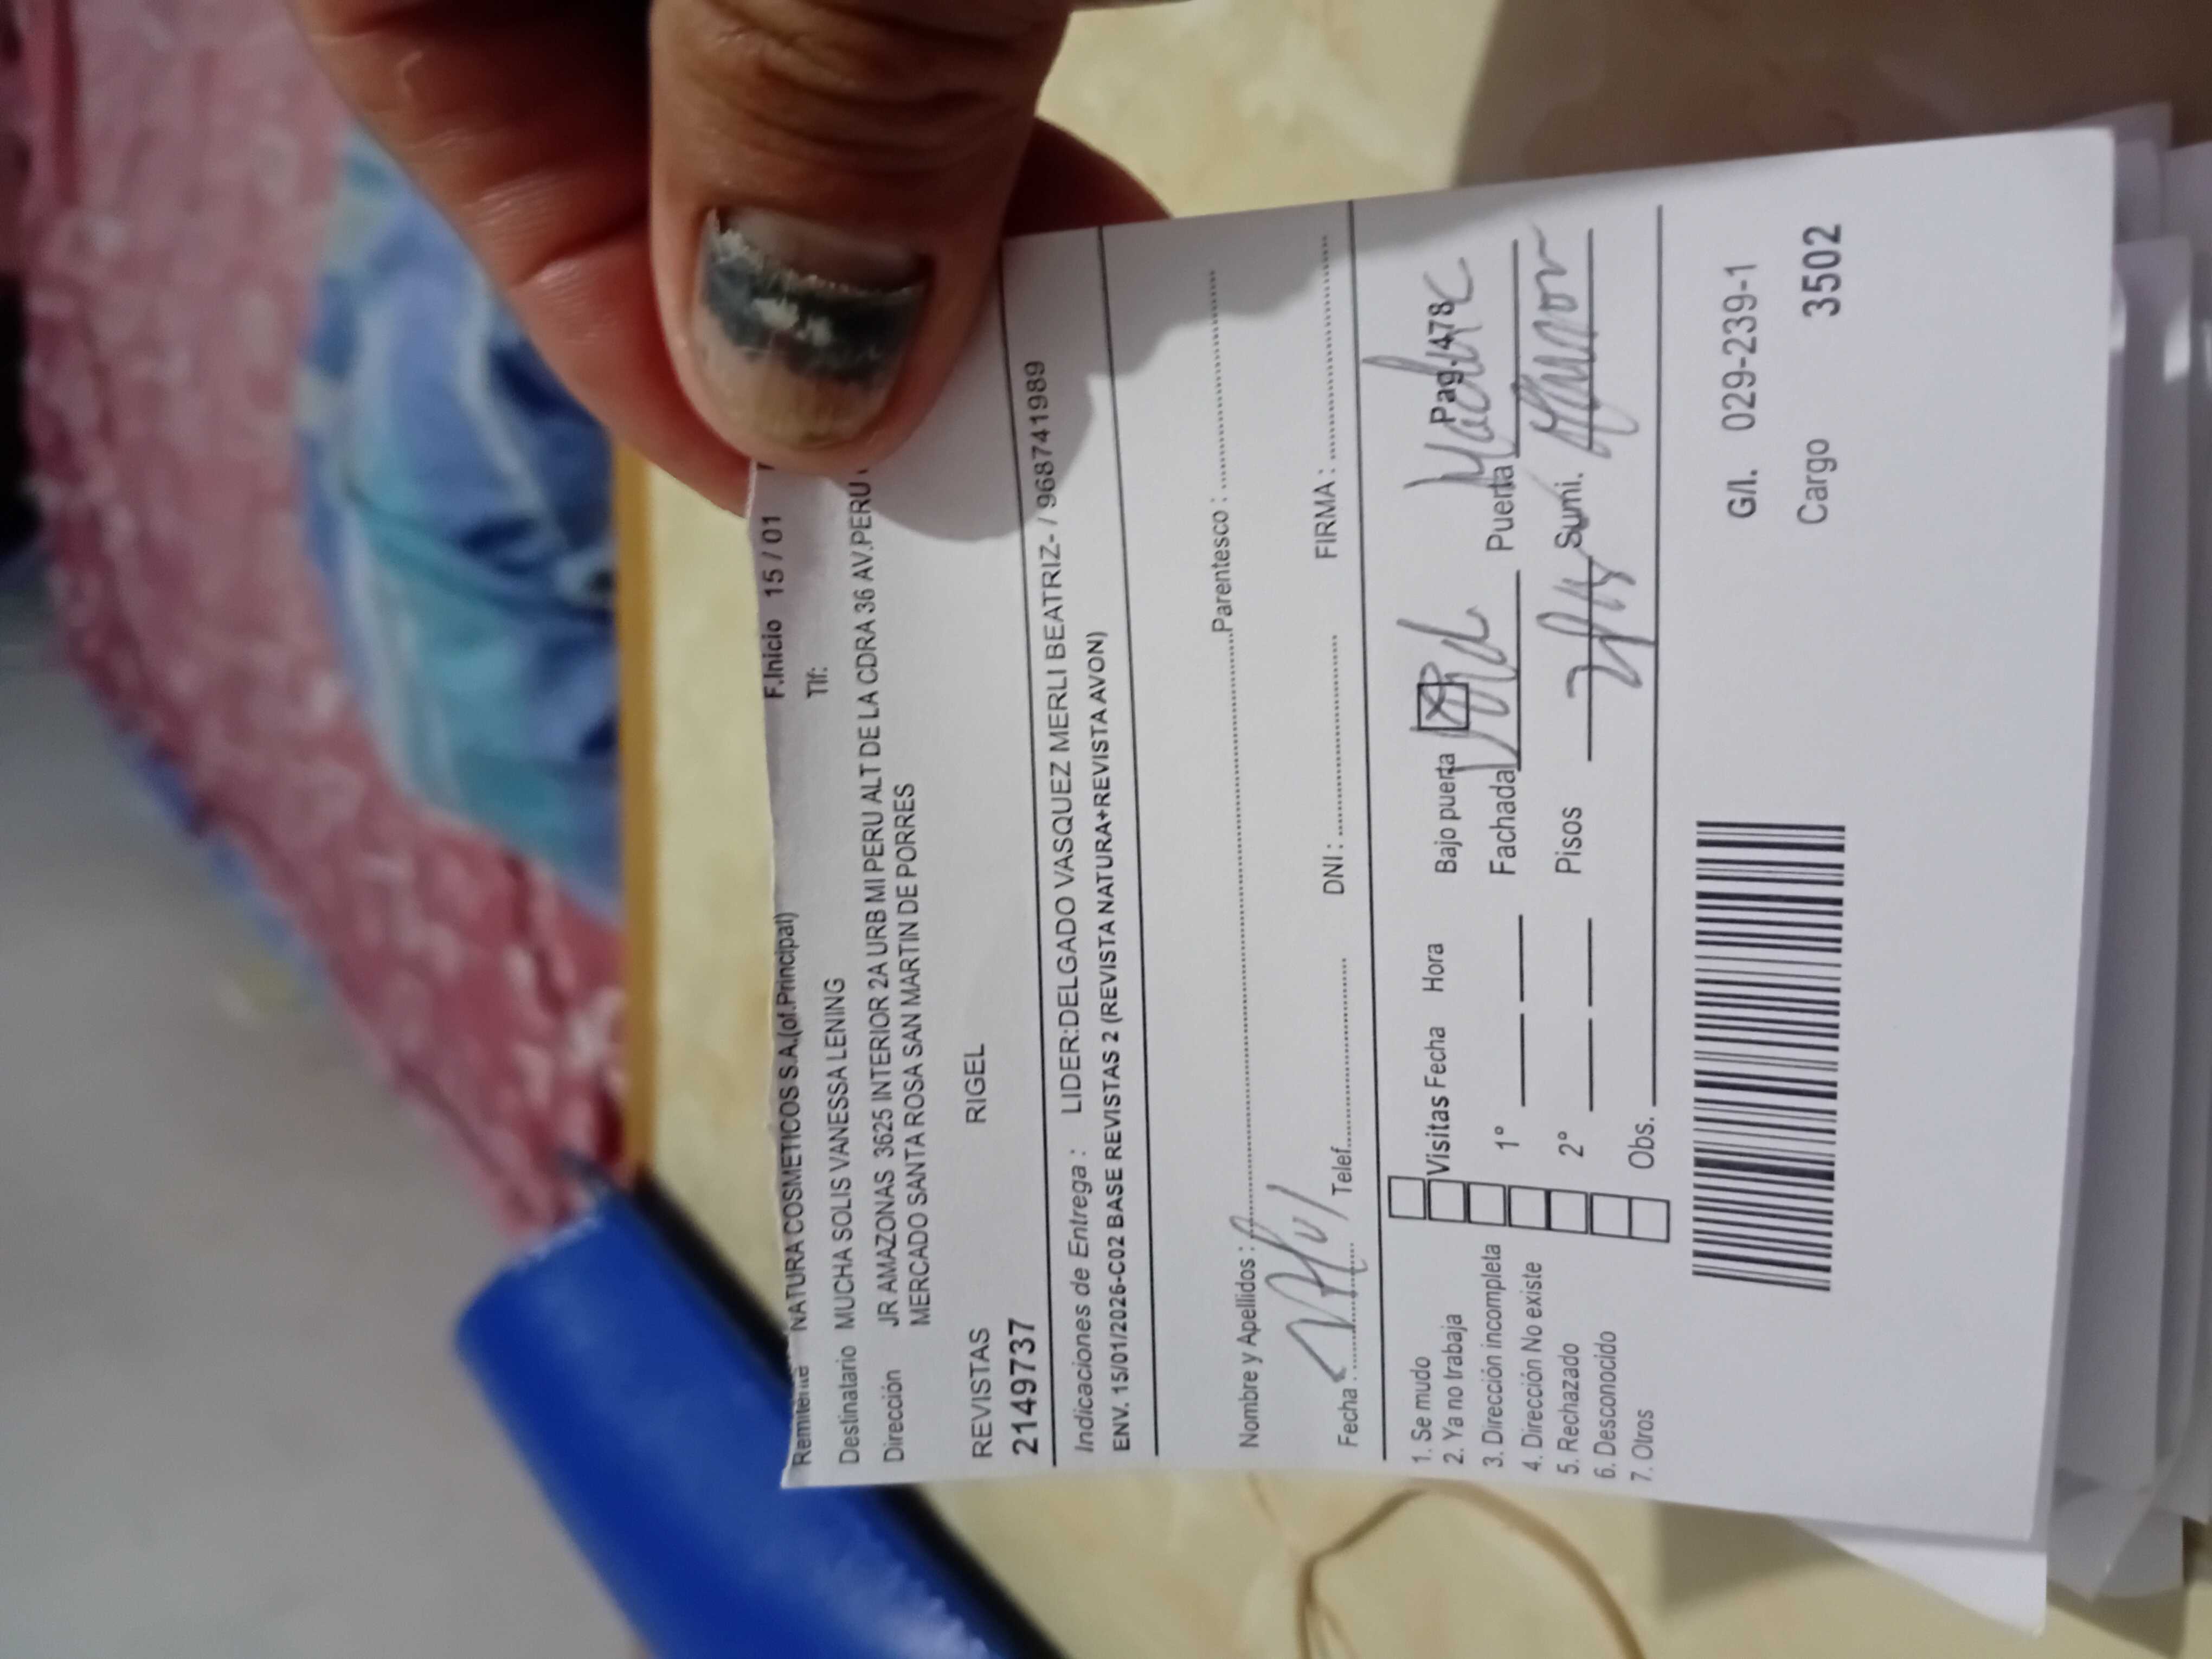 Remitente NATURA COSMETICOS S.A.(of.Principal) F.Inicio 15 / 01
Destinatario MUCHA SOLIS VANESSA LENING Tlf:
Dirección JR AMAZONAS 3625 INTERIOR 2A URB MI PERU ALT DE LA CDRA 36 AV.PERU
MERCADO SANTA ROSA SAN MARTIN DE PORRES
REVISTAS RIGEL
2149737
Indicaciones de Entrega : LIDER:DELGADO VASQUEZ MERLI BEATRIZ- / 968741989
ENV. 15/01/2026-C02 BASE REVISTAS 2 (REVISTA NATURA+REVISTA AVON)
Nombre y Apellidos : Parentesco :
Fecha : Telef. DNI : FIRMA :
1. Se mudo
2. Ya no trabaja
3. Dirección incompleta
4. Dirección No existe
5. Rechazado
6. Desconocido
7. Otros
Visitas Fecha Hora Bajo puerta Pag./478
1° Fachada Puerta
2° Pisos Sumi.
Obs.
G/I. 029-239-1
Cargo 3502